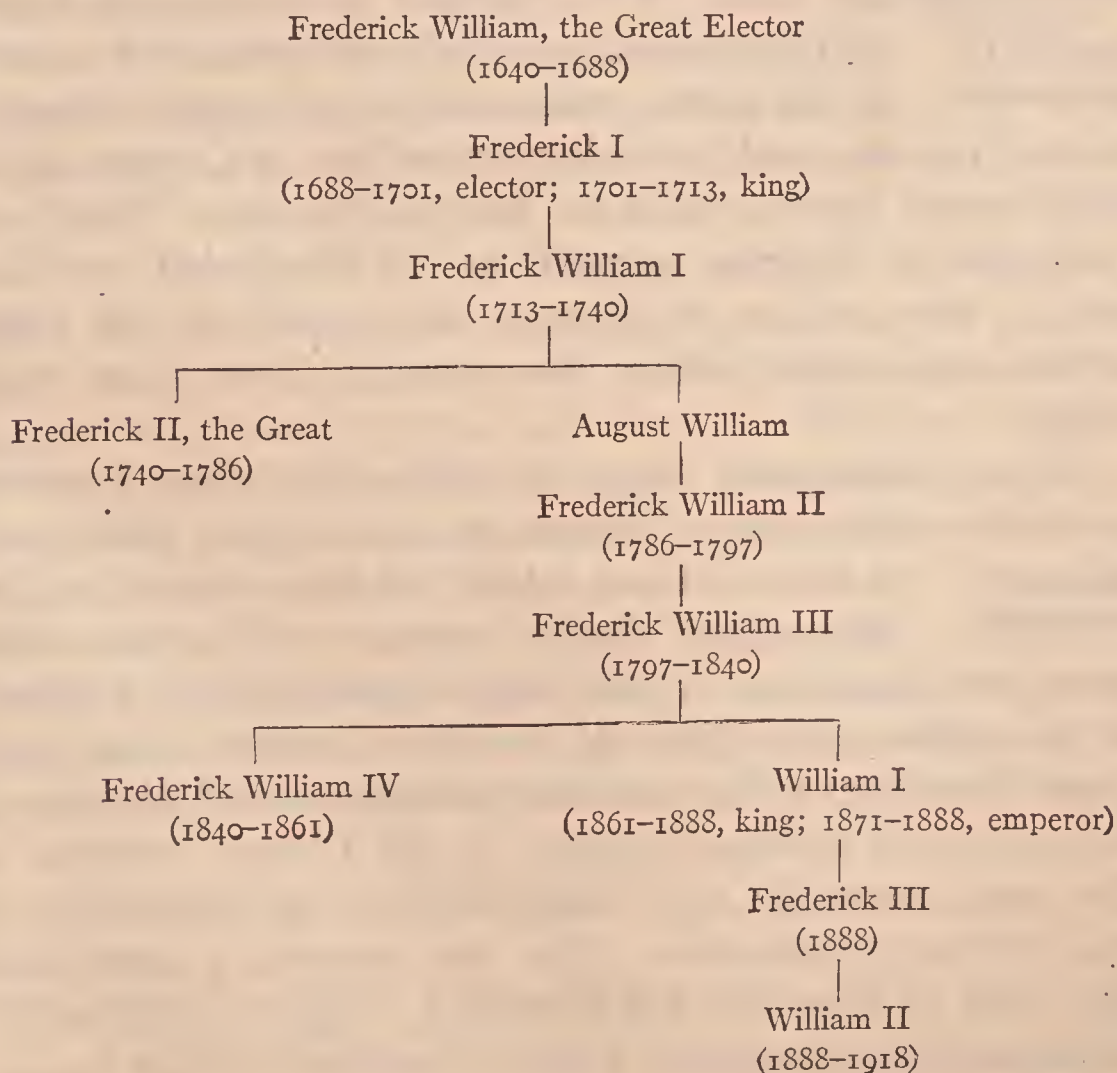 Frederick William, the Great Elector
(1640–1688)
Frederick I
(1688–1701, elector; 1701–1713, king)
Frederick William I
(1713–1740)
Frederick II, the Great
(1740–1786)
August William
Frederick William II
(1786–1797)
Frederick William III
(1797–1840)
Frederick William IV
(1840–1861)
William I
(1861–1888, king; 1871–1888, emperor)
Frederick III
(1888)
William II
(1888–1918)